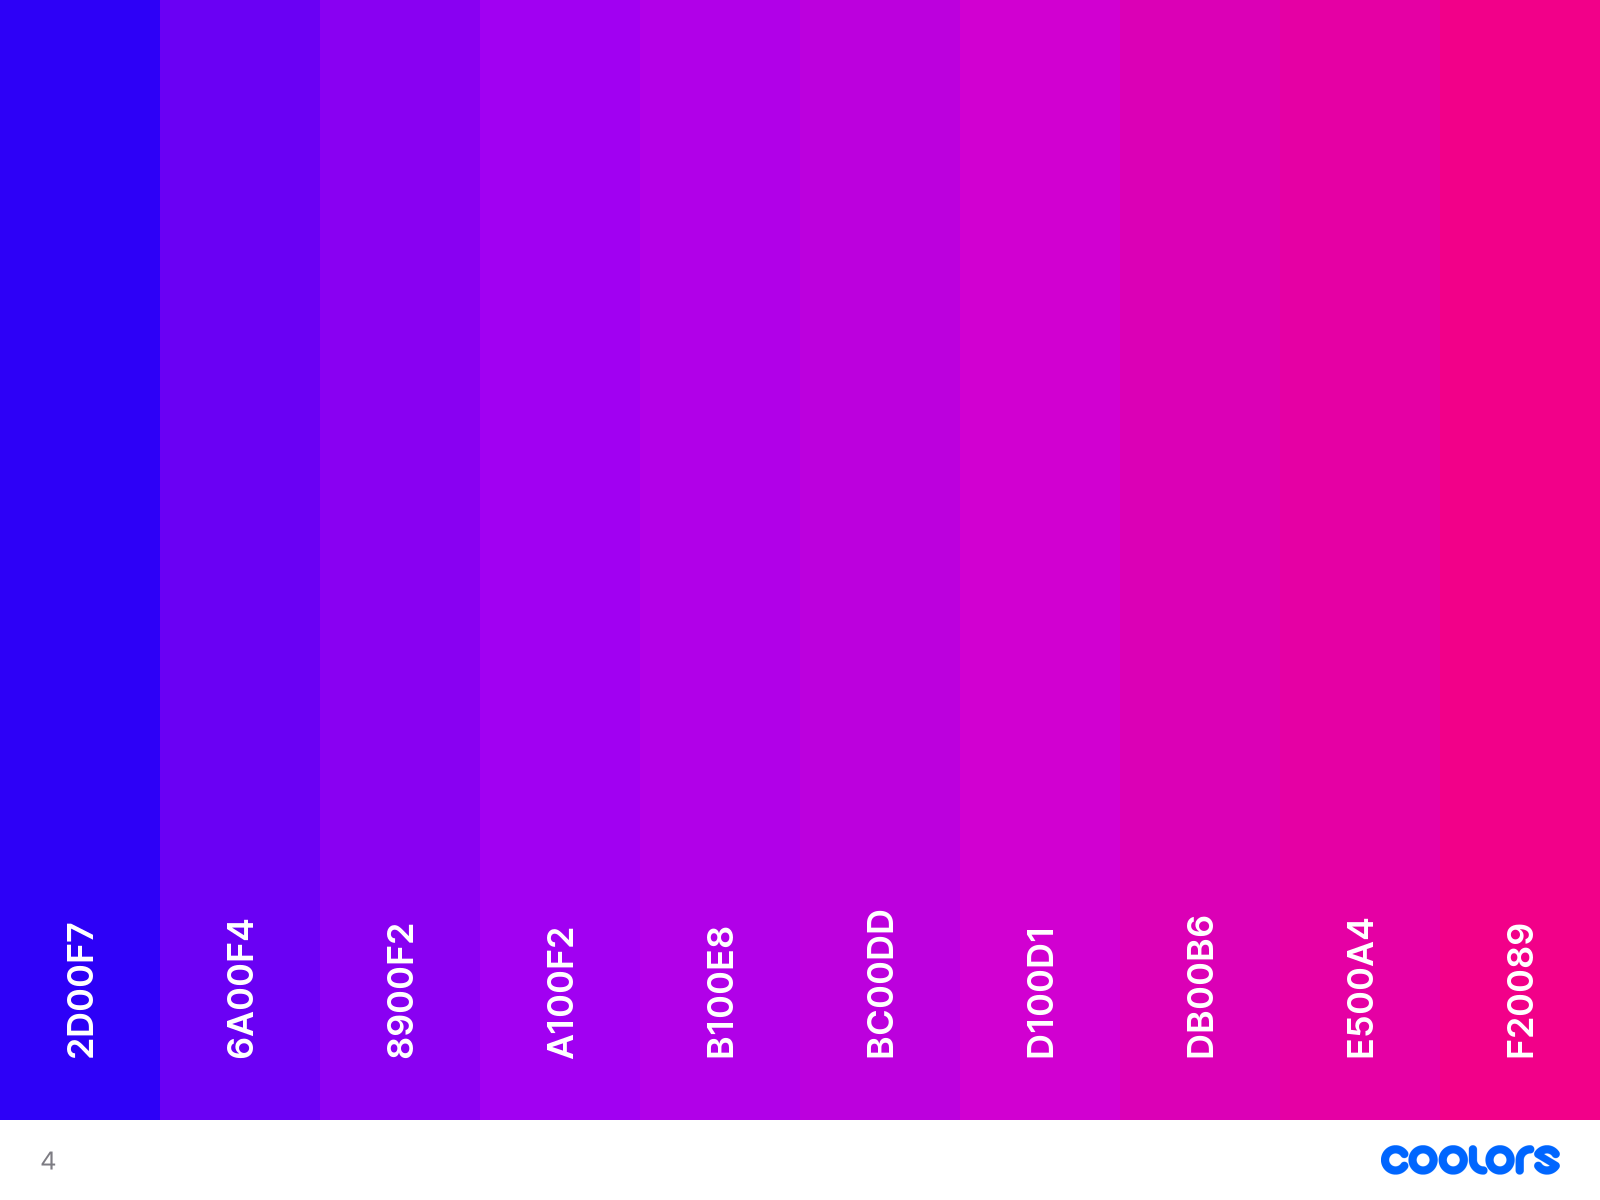 2D00F7
6A00F4
8900F2
A100F2
B100E8
BC00DD
D100D1
DB00B6
E500A4
F20089
4
coolors